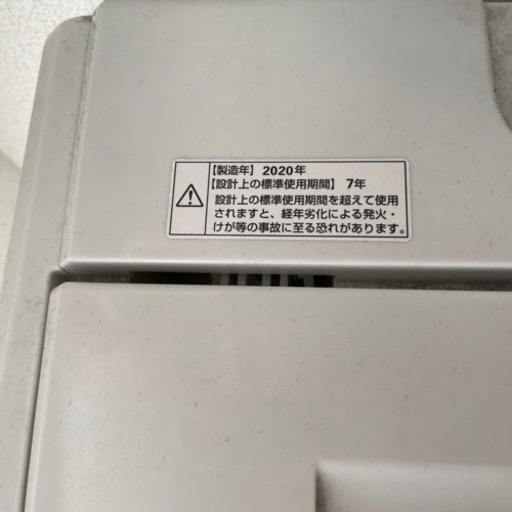 【製造年】 2020年
【設計上の標準使用期間】 7年
設計上の標準使用期間を超えて使用
されますと、経年劣化による発火・
けが等の事故に至る恐れがあります。